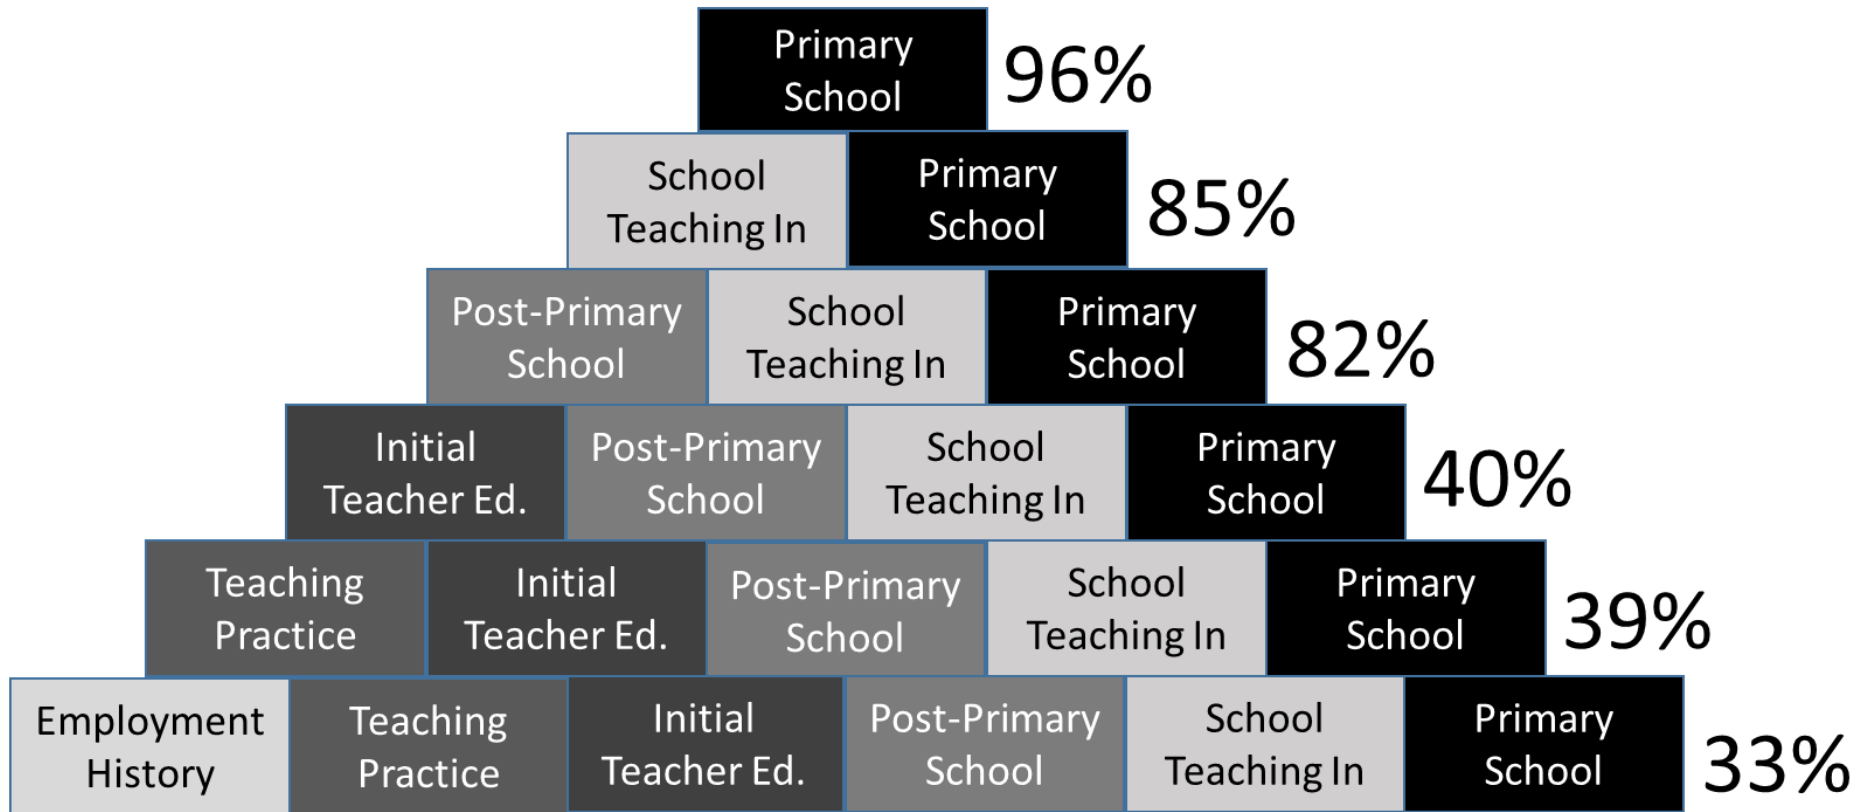 Primary
School
96%
School
Teaching In
Primary
School
85%
Post-Primary
School
School
Teaching In
Primary
School
82%
Initial
Teacher Ed.
Post-Primary
School
School
Teaching In
Primary
School
40%
Teaching
Practice
Initial
Teacher Ed.
Post-Primary
School
School
Teaching In
Primary
School
39%
Employment
History
Teaching
Practice
Initial
Teacher Ed.
Post-Primary
School
School
Teaching In
Primary
School
33%